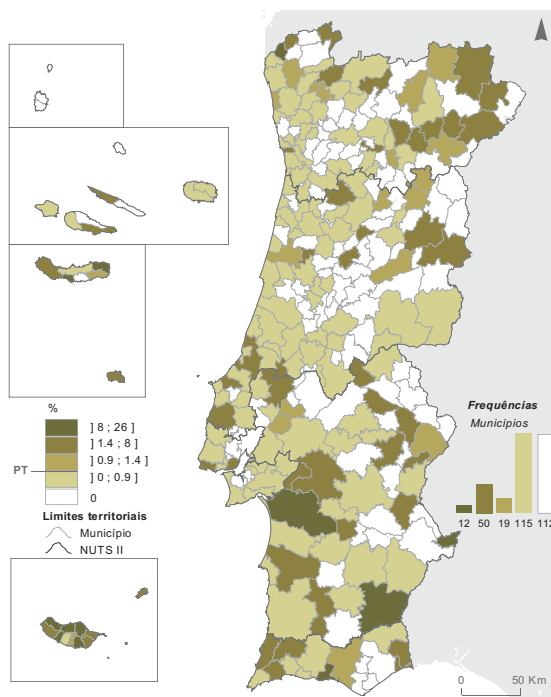 %
] 8 ; 26 ]
] 1.4 ; 8 ]
] 0.9 ; 1.4 ]
PT
] 0 ; 0.9 ]
0
Limites territoriais
Município
NUTS II
Frequências
Municípios
12 50 19 115 112
0 50 Km